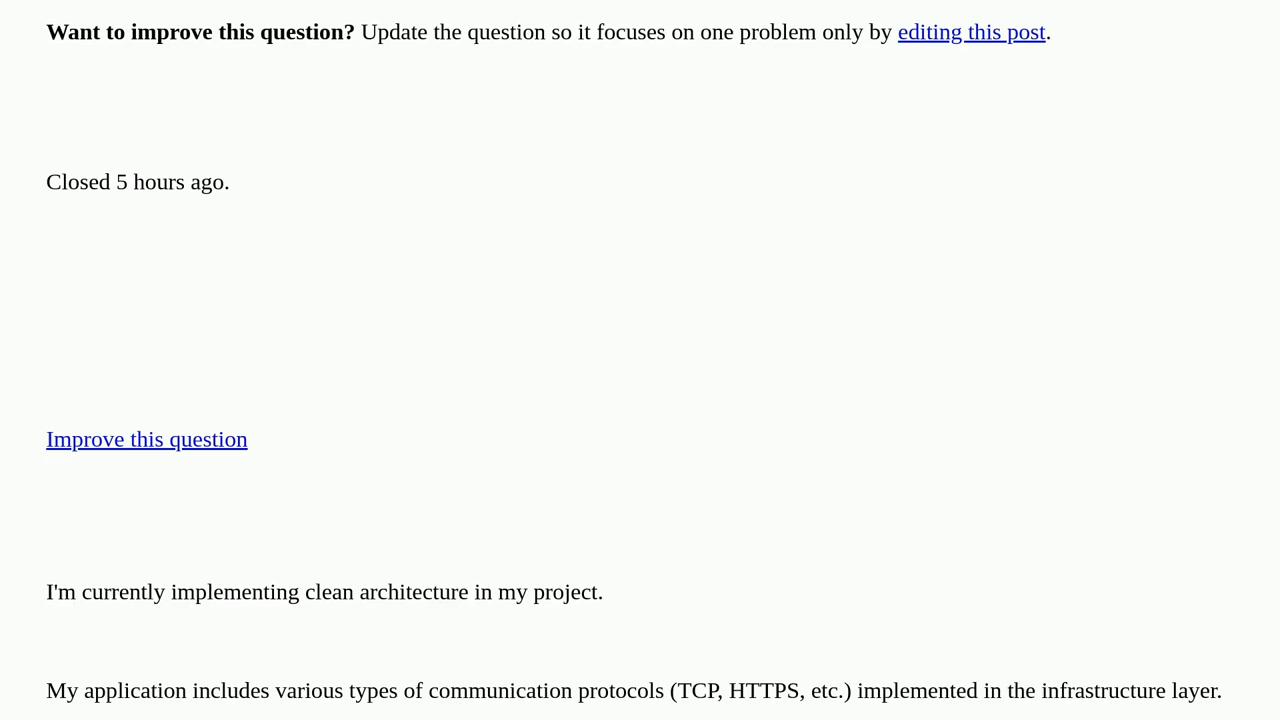 Want to improve this question? Update the question so it focuses on one problem only by editing this post.
Closed 5 hours ago.
Improve this question
I'm currently implementing clean architecture in my project.
My application includes various types of communication protocols (TCP, HTTPS, etc.) implemented in the infrastructure layer.